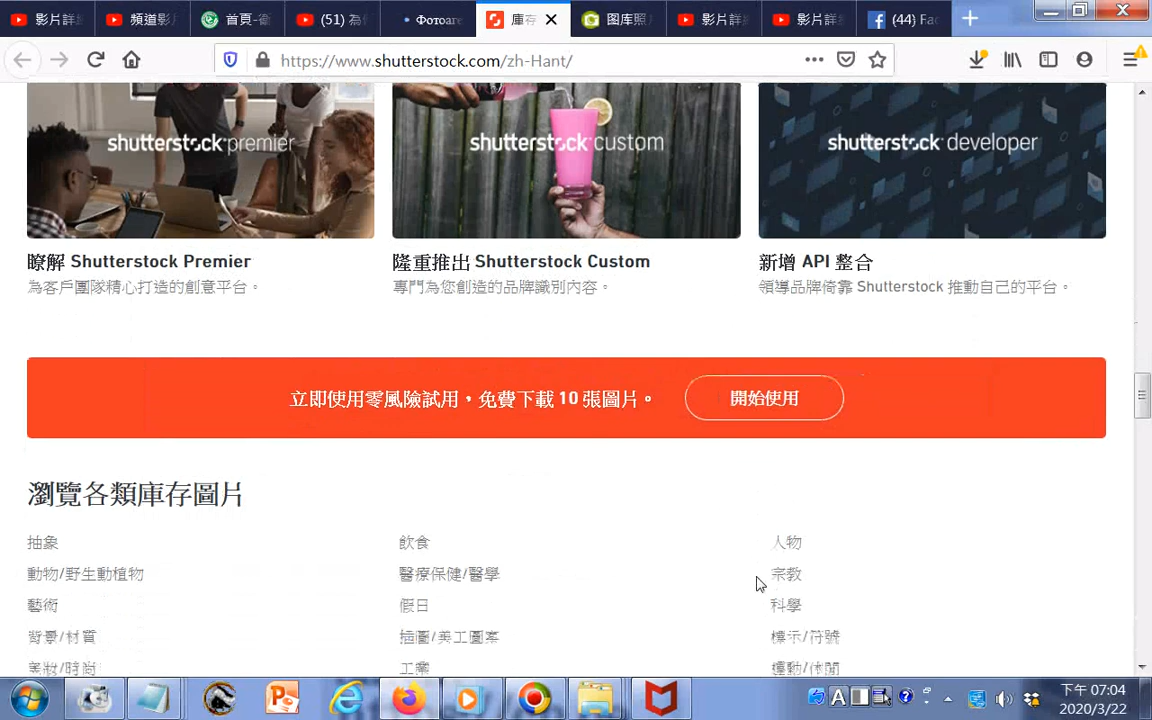 影片詳
頻道影
首頁-衛
(51) 為
Фотоаге
庫存
图库照
影片詳
影片詳
(44) Fac
https://www.shutterstock.com/zh-Hant/
shutterstock premier
shutterstock custom
shutterstock developer
瞭解 Shutterstock Premier
隆重推出 Shutterstock Custom
新增 API 整合
為客戶團隊精心打造的創意平台。
專門為您創造的品牌識別內容。
領導品牌倚靠 Shutterstock 推動自己的平台。
立即使用零風險試用，免費下載 10 張圖片。
開始使用
瀏覽各類庫存圖片
抽象
飲食
人物
動物/野生動植物
醫療保健/醫學
宗教
藝術
假日
科學
背景/材質
插圖/美工圖案
標示/符號
美妝/時尚
工業
運動/休閒
下午 07:04
2020/3/22